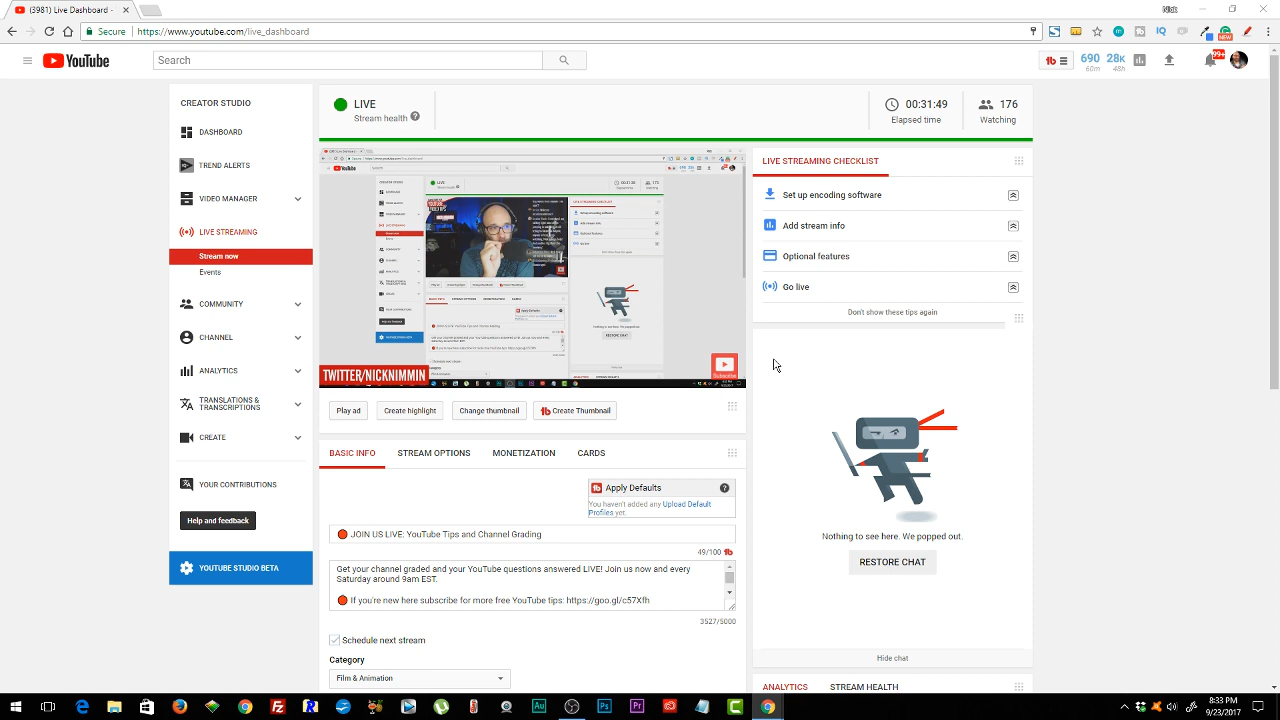 (3981) Live Dashboard -
Nick
Secure
https://www.youtube.com/live_dashboard
NEW
YouTube
Search
690
60m
28K
48h
99+
CREATOR STUDIO
DASHBOARD
TREND ALERTS
VIDEO MANAGER
LIVE STREAMING
Stream now
Events
COMMUNITY
CHANNEL
ANALYTICS
TRANSLATIONS &
TRANSCRIPTIONS
CREATE
YOUR CONTRIBUTIONS
Help and feedback
YOUTUBE STUDIO BETA
LIVE
Stream health
00:31:49
Elapsed time
176
Watching
TWITTER/NICKNIMMIN
Subscribe
RESTORE CHAT
Play ad
Create highlight
Change thumbnail
Create Thumbnail
BASIC INFO
STREAM OPTIONS
MONETIZATION
CARDS
Apply Defaults
You haven't added any Upload Default
Profiles yet.
JOIN US LIVE: YouTube Tips and Channel Grading
49/100
Get your channel graded and your YouTube questions answered LIVE! Join us now and every
Saturday around 9am EST.
If you're new here subscribe for more free YouTube tips: https://goo.gl/c57Xfh
3527/5000
Schedule next stream
Category
Film & Animation
LIVE STREAMING CHECKLIST
Set up encoding software
Add stream info
Optional features
Go live
Don't show these tips again
Nothing to see here. We popped out.
RESTORE CHAT
Hide chat
ANALYTICS
STREAM HEALTH
8:33 PM
9/23/2017